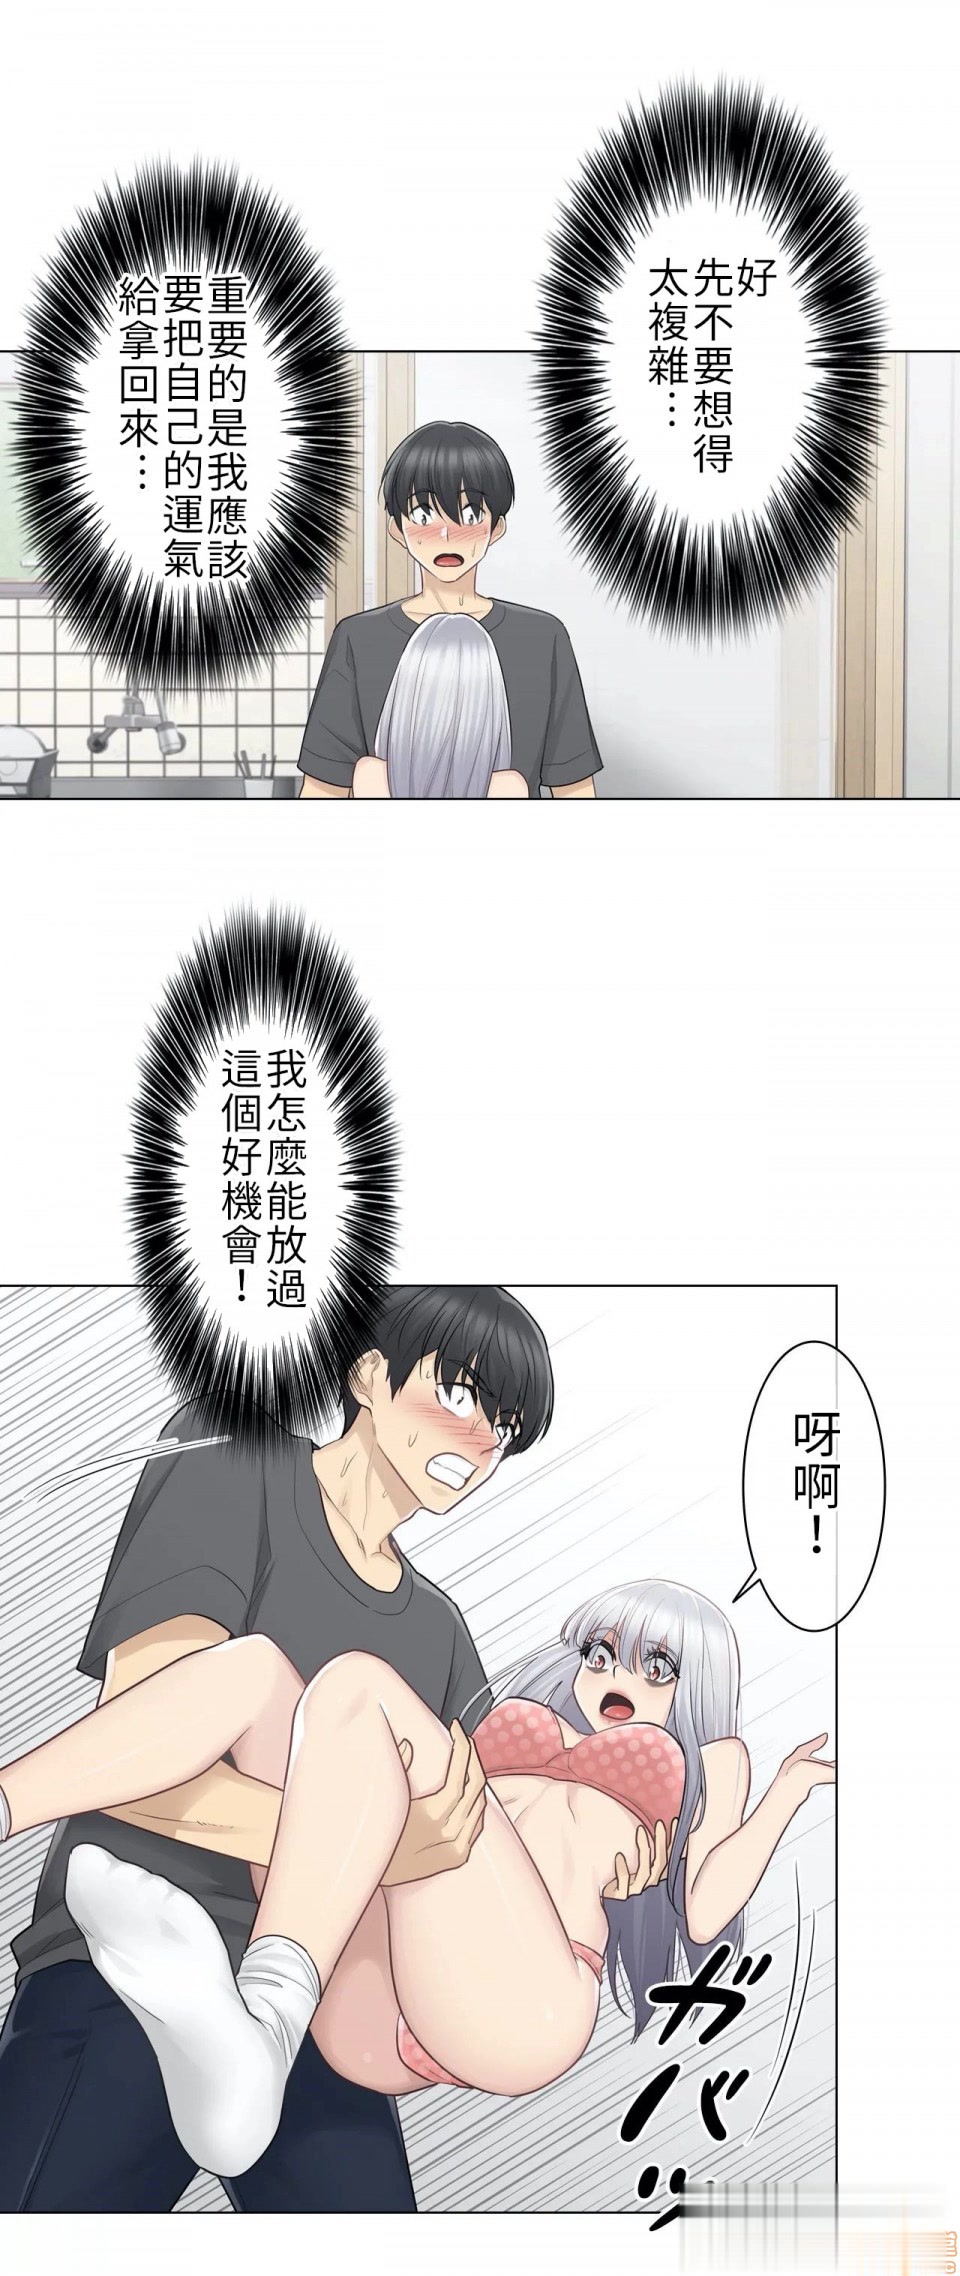 好
先不要想得
太複雜…
重要的是我應該
要把自己的運氣
給拿回來…
我怎麼能放過
這個好機會！
呀啊！
ガバッ